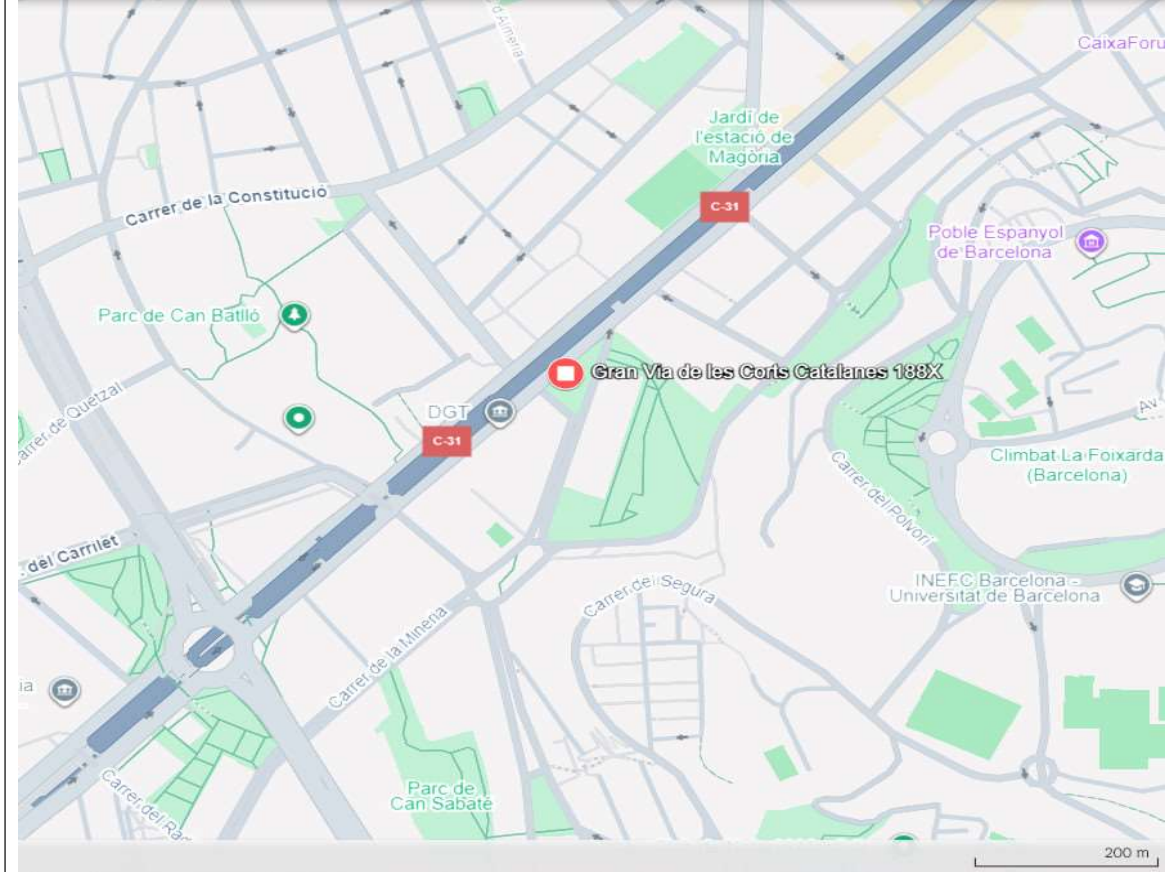 d'Almeria
CaixaForu
Jardí de
l'estació de
Magòria
Carrer de la Constitució
C-31
Poble Espanyol
de Barcelona
Parc de Can Batlló
Gran Via de les Corts Catalanes 188X
Carrer de Quetzal
DGT
C-31
Av.
Climbat La Foixarda
(Barcelona)
Carrer del Polvorí
del Carrilet
INEFC Barcelona -
Universitat de Barcelona
Carrer del Segura
Carrer de la Mineria
ia
Parc de
Can Sabaté
Carrer del Ra
200 m